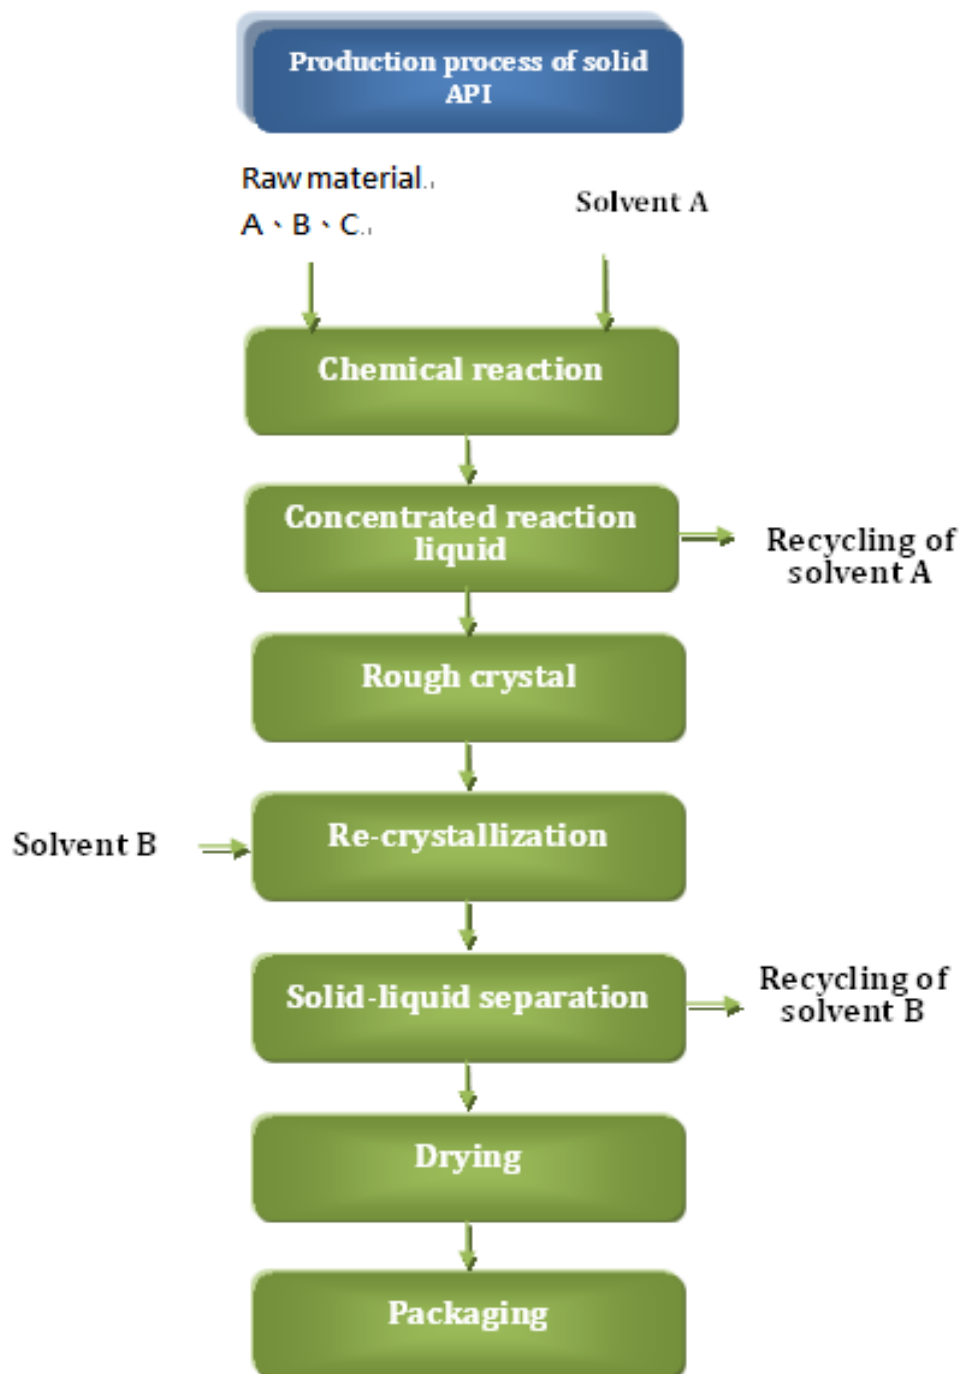 Production process of solid
API
Raw material
A、B、C
Solvent A
Chemical reaction
Concentrated reaction
liquid
Recycling of
solvent A
Rough crystal
Solvent B
Re-crystallization
Solid-liquid separation
Recycling of
solvent B
Drying
Packaging